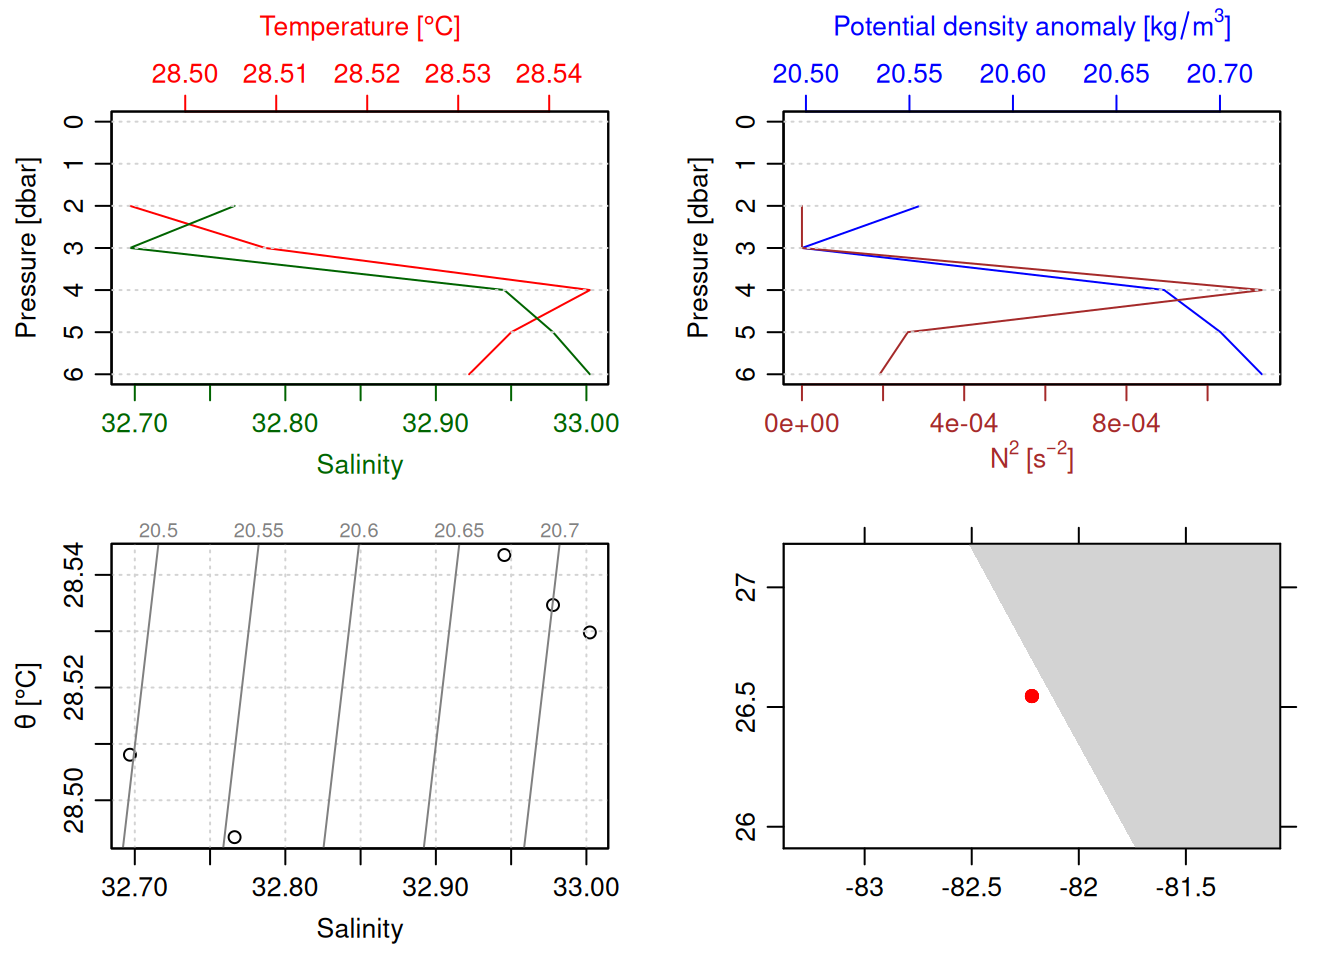 Temperature [°C]
28.50 28.51 28.52 28.53 28.54
Pressure [dbar]
0
1
2
3
4
5
6
32.70 32.80 32.90 33.00
Salinity
Potential density anomaly [kg/m³]
20.50 20.55 20.60 20.65 20.70
Pressure [dbar]
0
1
2
3
4
5
6
0e+00 4e-04 8e-04
N² [s⁻²]
20.5 20.55 20.6 20.65 20.7
θ [°C]
28.54
28.52
28.50
32.70 32.80 32.90 33.00
Salinity
27
26.5
26
-83 -82.5 -82 -81.5